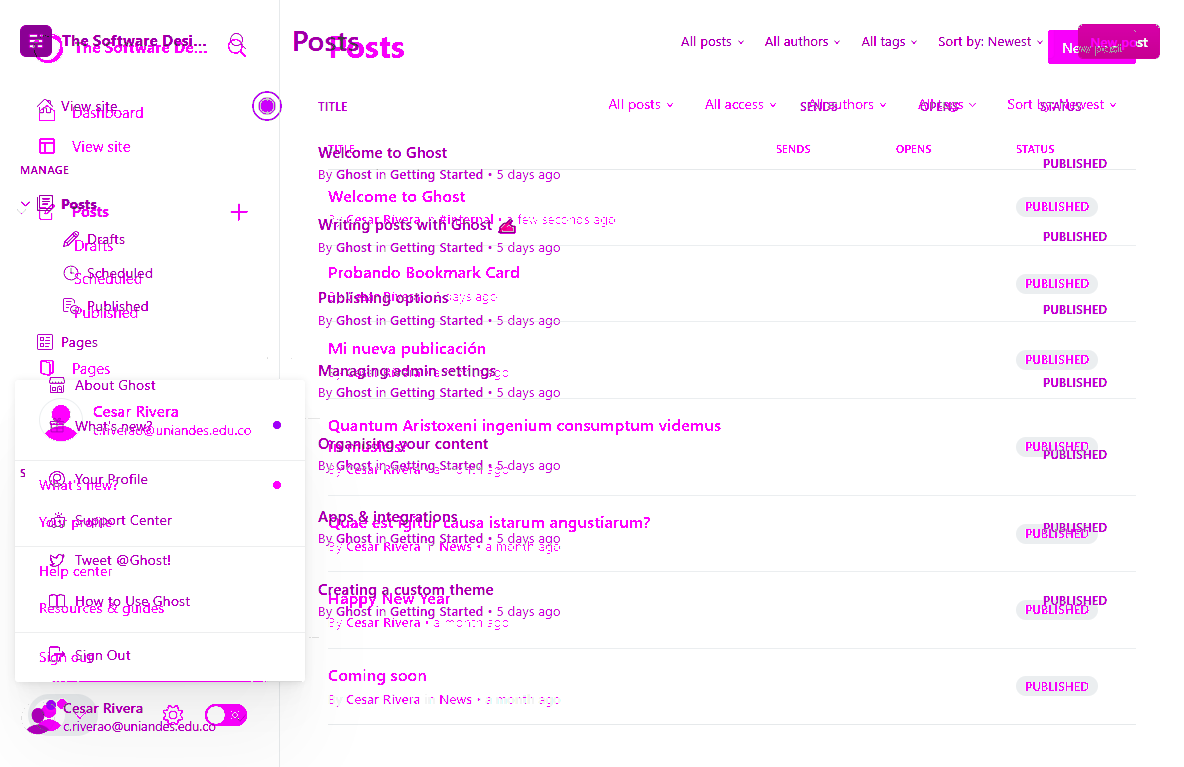 The Software Desi...
The Software De...
Posts
Posts
All posts
All authors
All tags
Sort by: Newest
New post
View site
Dashboard
View site
TITLE
All posts
All access
All authors
All tags
Sort by: Newest
SENDS
OPENS
STATUS
TITLE
SENDS
OPENS
STATUS
MANAGE
Posts
Posts
Drafts
Drafts
Scheduled
Scheduled
Published
Published
Pages
Pages
Welcome to Ghost
By Ghost in Getting Started • 5 days ago
PUBLISHED
Welcome to Ghost
By Cesar Rivera in #Internal • a few seconds ago
PUBLISHED
Writing posts with Ghost ✍️
By Ghost in Getting Started • 5 days ago
PUBLISHED
Probando Bookmark Card
PUBLISHED
Publishing options
By Ghost in Getting Started • 5 days ago
PUBLISHED
Mi nueva publicación
PUBLISHED
Managing admin settings
By Ghost in Getting Started • 5 days ago
PUBLISHED
Quantum Aristoxeni ingenium consumptum videmus
in musicis?
PUBLISHED
Organising your content
By Ghost in Getting Started • 5 days ago
PUBLISHED
By Cesar Rivera • a month ago
Apps & integrations
By Ghost in Getting Started • 5 days ago
PUBLISHED
Quae est igitur causa istarum angustiarum?
By Cesar Rivera in News • a month ago
PUBLISHED
Creating a custom theme
By Ghost in Getting Started • 5 days ago
PUBLISHED
Happy New Year
By Cesar Rivera • a month ago
PUBLISHED
Coming soon
By Cesar Rivera in News • a month ago
PUBLISHED
About Ghost
Cesar Rivera
c.riverao@uniandes.edu.co
What's new?
What's new?
Your Profile
Your profile
Support Center
Tweet @Ghost!
Help center
How to Use Ghost
Resources & guides
Sign Out
Sign out
Cesar Rivera
c.riverao@uniandes.edu.co